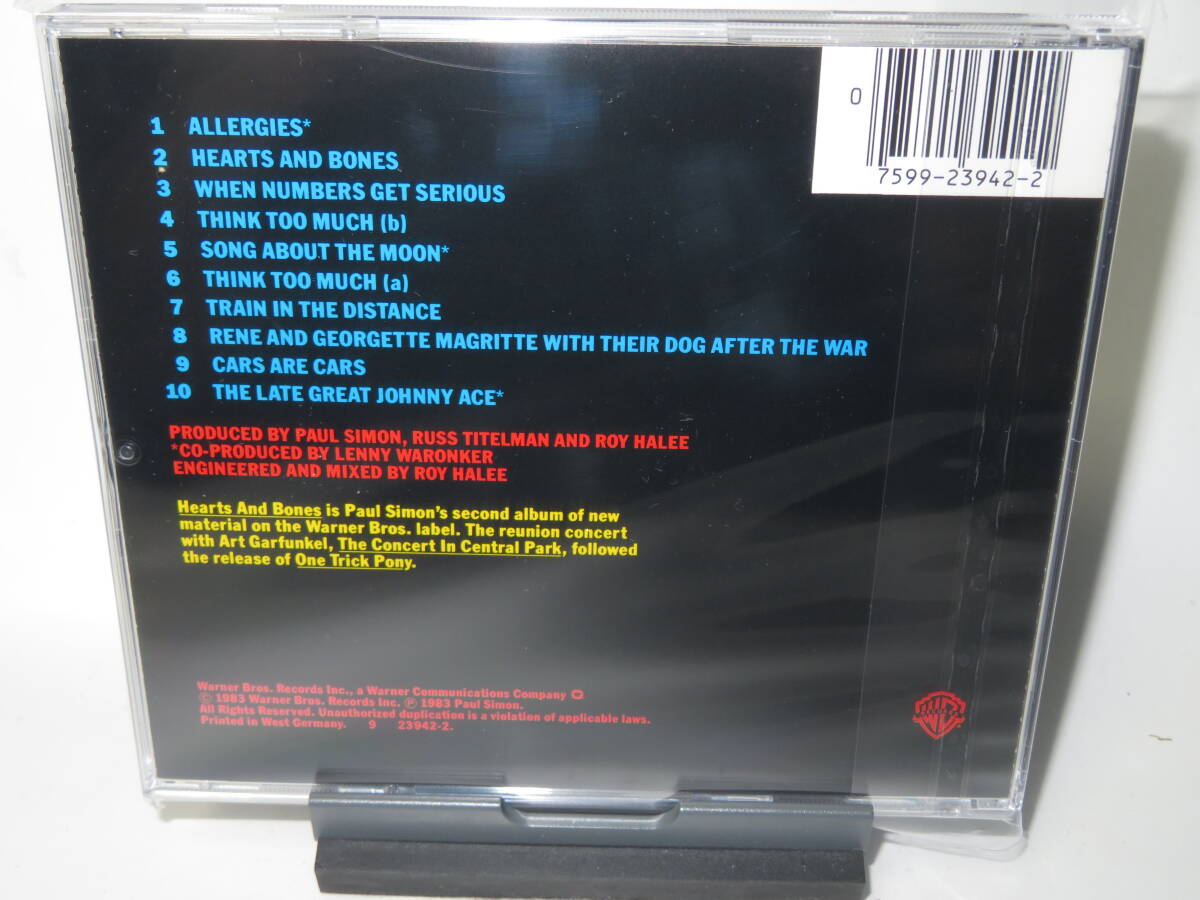 0
7599-23942-2
1 ALLERGIES*
2 HEARTS AND BONES
3 WHEN NUMBERS GET SERIOUS
4 THINK TOO MUCH (b)
5 SONG ABOUT THE MOON*
6 THINK TOO MUCH (a)
7 TRAIN IN THE DISTANCE
8 RENE AND GEORGETTE MAGRITTE WITH THEIR DOG AFTER THE WAR
9 CARS ARE CARS
10 THE LATE GREAT JOHNNY ACE*
PRODUCED BY PAUL SIMON, RUSS TITELMAN AND ROY HALEE
*CO-PRODUCED BY LENNY WARONKER
ENGINEERED AND MIXED BY ROY HALEE
Hearts And Bones is Paul Simon's second album of new
material on the Warner Bros. label. The reunion concert
with Art Garfunkel, The Concert In Central Park, followed
the release of One Trick Pony.
Warner Bros. Records Inc., a Warner Communications Company
© 1983 Warner Bros. Records Inc. ℗ 1983 Paul Simon.
All Rights Reserved. Unauthorized duplication is a violation of applicable laws.
Printed in West Germany. 9 23942-2.